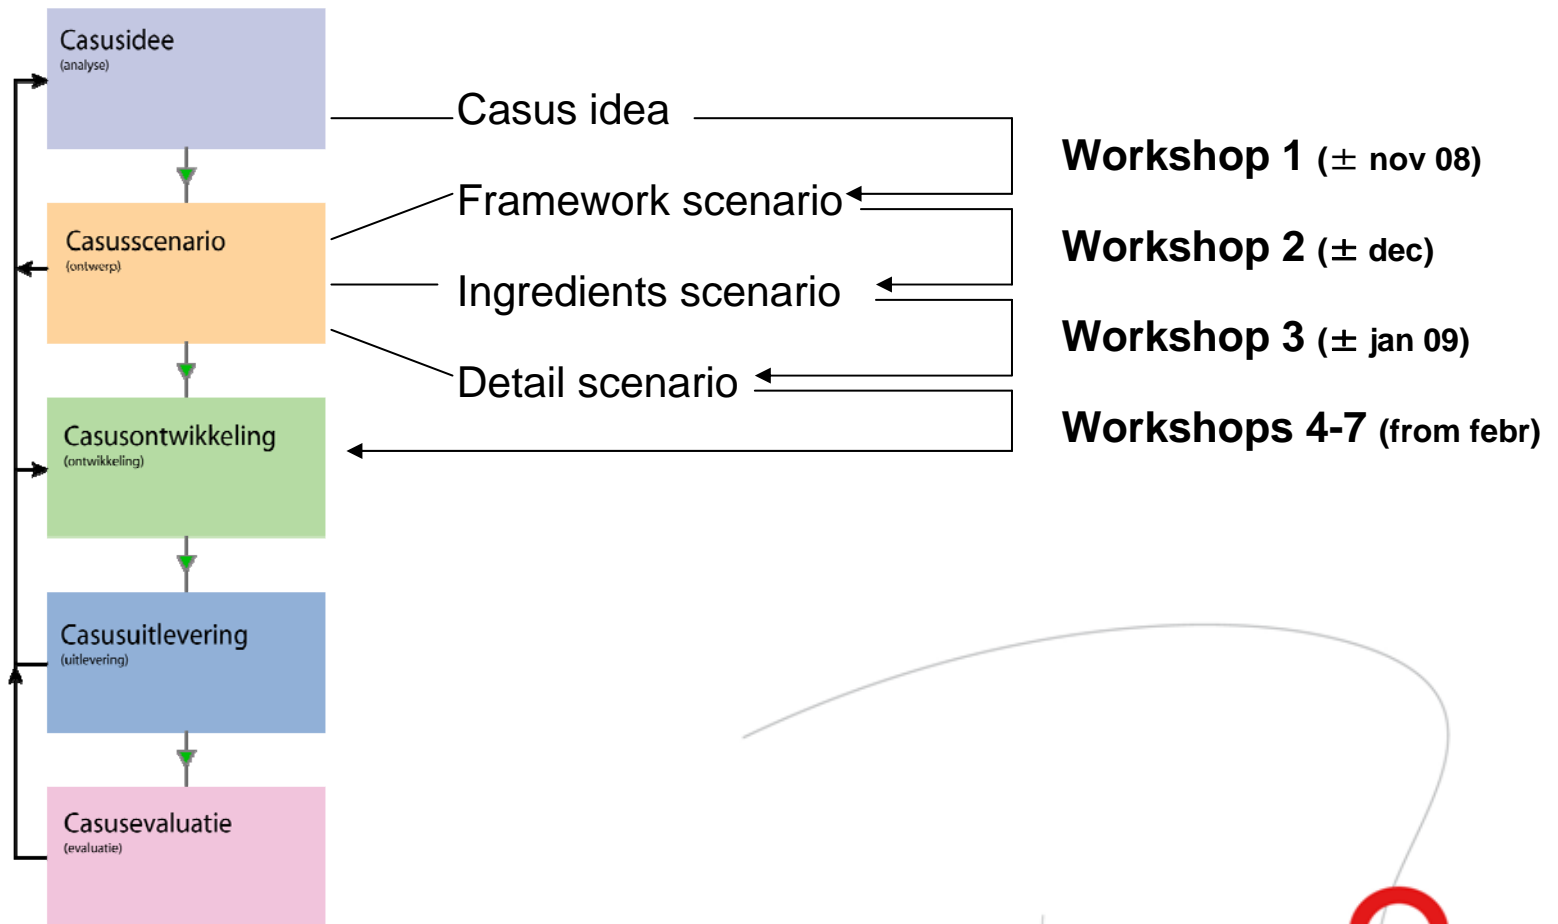 Casusidee
(analyse)
Casusscenario
(ontwerp)
Casusontwikkeling
(ontwikkeling)
Casusuitlevering
(uitlevering)
Casusevaluatie
(evaluatie)
Casus idea
Framework scenario
Ingredients scenario
Detail scenario
Workshop 1 (± nov 08)
Workshop 2 (± dec)
Workshop 3 (± jan 09)
Workshops 4-7 (from febr)